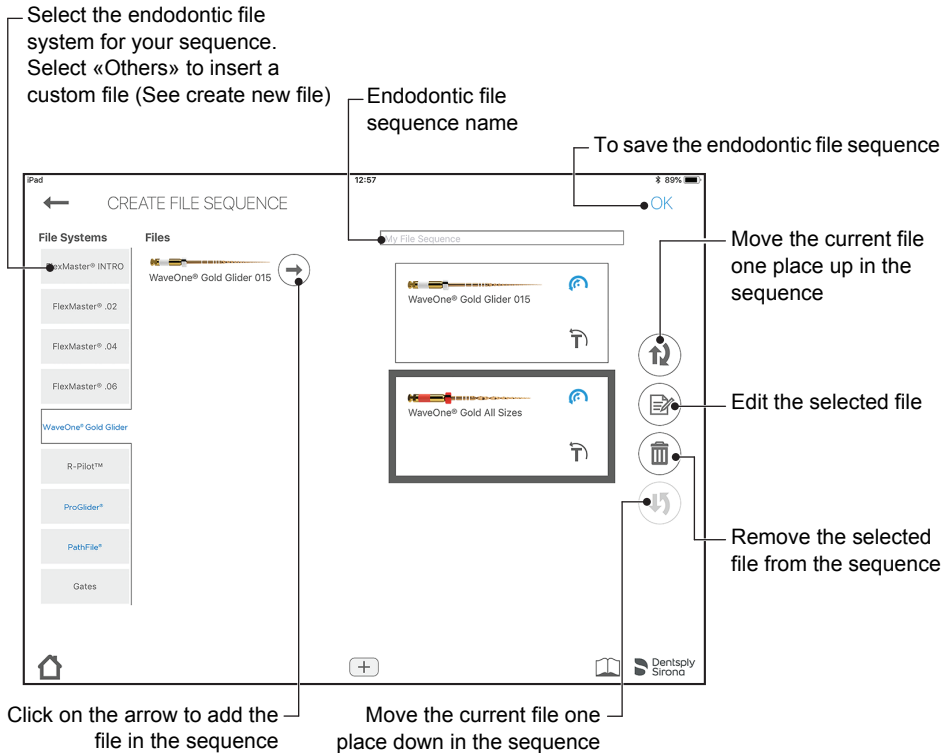 Select the endodontic file
system for your sequence.
Select «Others» to insert a
custom file (See create new file)
Endodontic file
sequence name
To save the endodontic file sequence
iPad
12:57
89%
CREATE FILE SEQUENCE
OK
File Systems
Files
My File Sequence
FlexMaster® INTRO
FlexMaster® .02
FlexMaster® .04
FlexMaster® .06
WaveOne® Gold Glider
R-Pilot™
ProGlider®
PathFile®
Gates
WaveOne® Gold Glider 015
WaveOne® Gold Glider 015
T
WaveOne® Gold All Sizes
T
Move the current file
one place up in the
sequence
Edit the selected file
Remove the selected
file from the sequence
Dentsply
Sirona
Click on the arrow to add the
file in the sequence
Move the current file one
place down in the sequence